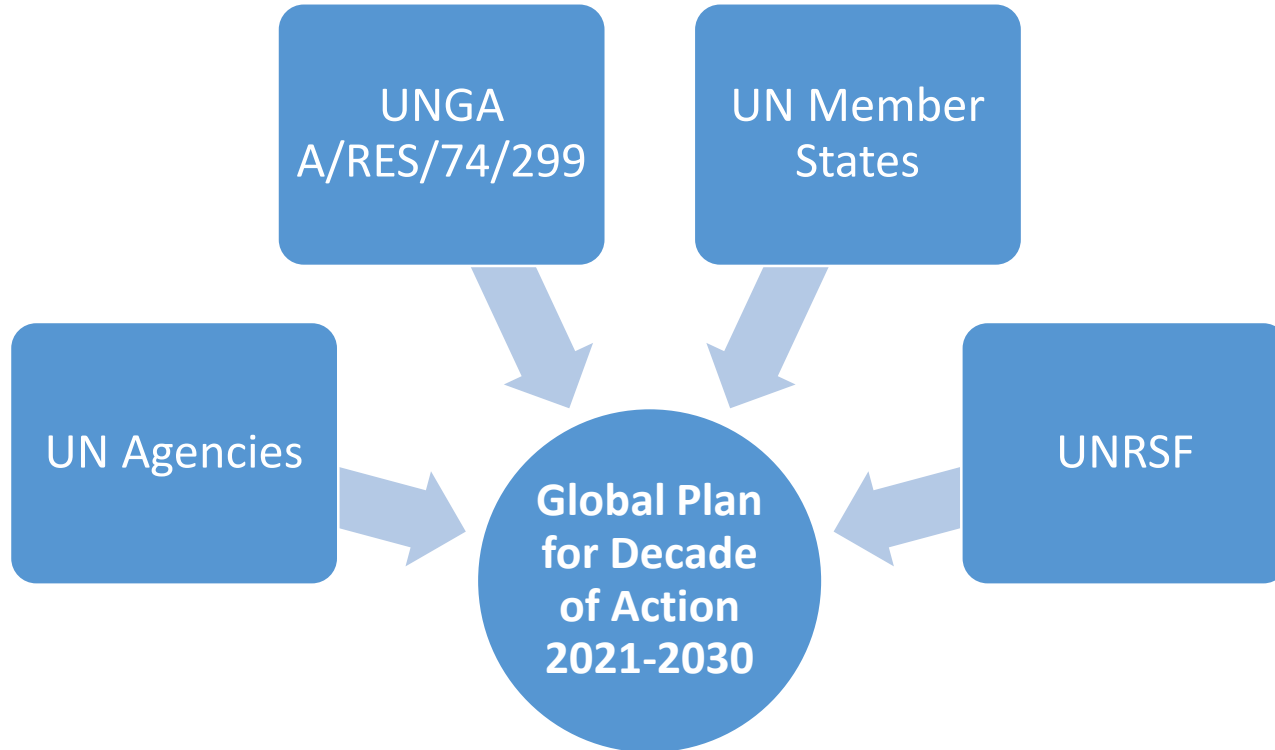 UNGA
A/RES/74/299
UN Member
States
UN Agencies
UNRSF
Global Plan
for Decade
of Action
2021-2030